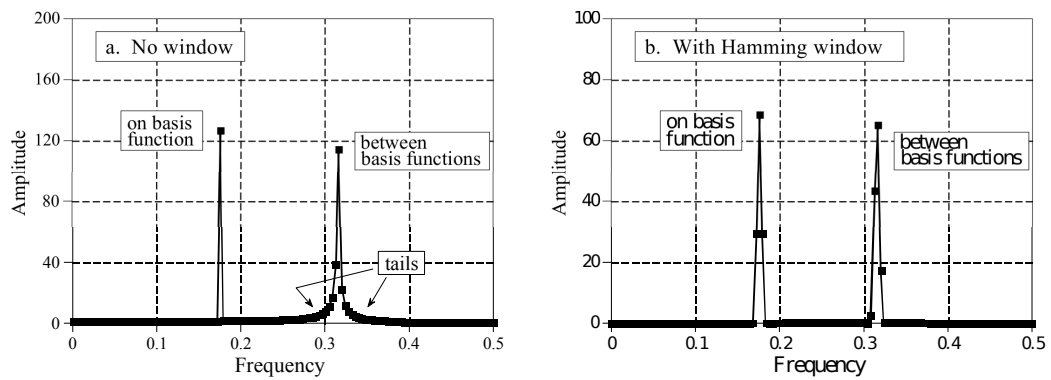 200
160
120
80
40
0
Amplitude
a. No window
on basis
function
between
basis functions
tails
0
0.1
0.2
0.3
0.4
0.5
Frequency
100
80
60
40
20
0
Amplitude
b. With Hamming window
on basis
function
between
basis functions
0
0.1
0.2
0.3
0.4
0.5
Frequency